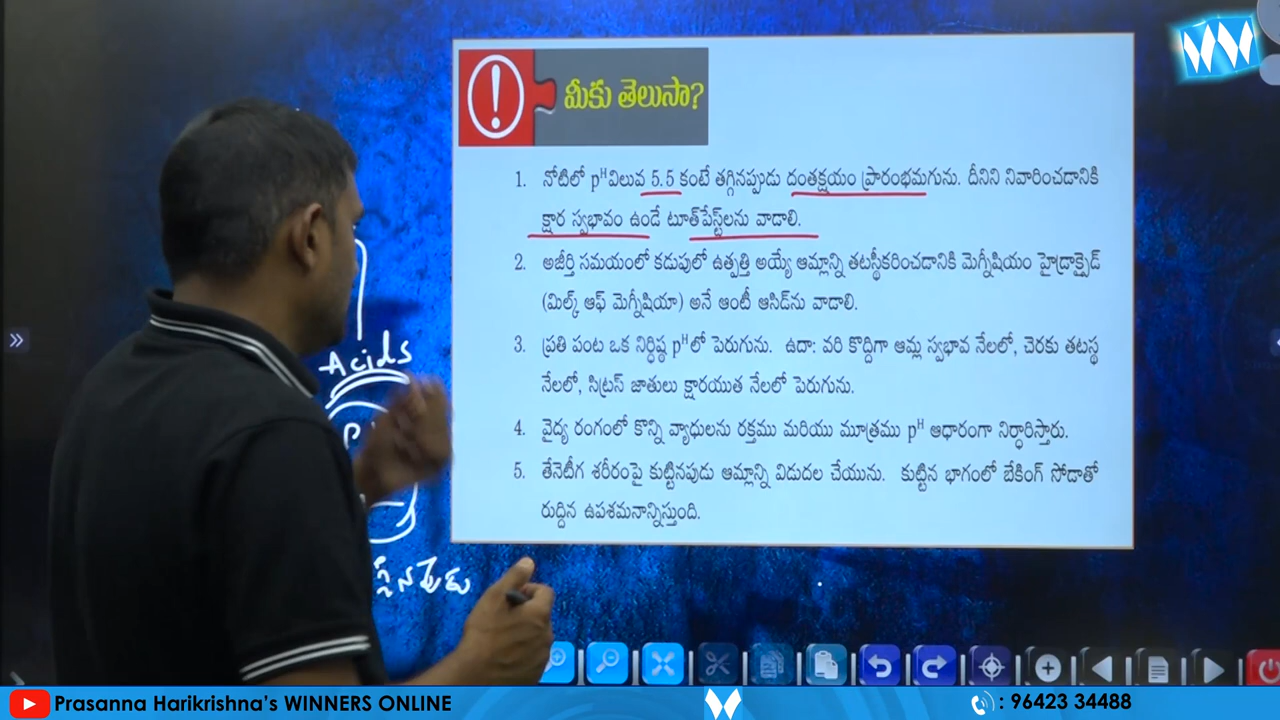 మీకు తెలుసా?
1. నోటిలో pH విలువ 5.5 కంటే తగ్గినప్పుడు దంతక్షయం ప్రారంభమగును. దీనిని నివారించడానికి
క్షార స్వభావం ఉండే టూత్‌పేస్ట్‌లను వాడాలి.
2. అజీర్తి సమయంలో కడుపులో ఉత్పత్తి అయ్యే ఆమ్లాన్ని తటస్థీకరించడానికి మెగ్నీషియం హైడ్రాక్సైడ్
(మిల్క్ ఆఫ్ మెగ్నీషియా) అనే ఆంటీ ఆసిడ్‌ను వాడాలి.
3. ప్రతి పంట ఒక నిర్ధిష్ఠ pH లో పెరుగును. ఉదా: వరి కొద్దిగా ఆమ్ల స్వభావ నేలలో, చెరకు తటస్థ
నేలలో, సిట్రస్ జాతులు క్షారయుత నేలలో పెరుగును.
4. వైద్య రంగంలో కొన్ని వ్యాధులను రక్తము మరియు మూత్రము pH ఆధారంగా నిర్ధారిస్తారు.
5. తేనెటీగ శరీరంపై కుట్టినపుడు ఆమ్లాన్ని విడుదల చేయును. కుట్టిన భాగంలో బేకింగ్ సోడాతో
రుద్దిన ఉపశమనాన్నిస్తుంది.
Acids
Prasanna Harikrishna's WINNERS ONLINE
: 96423 34488